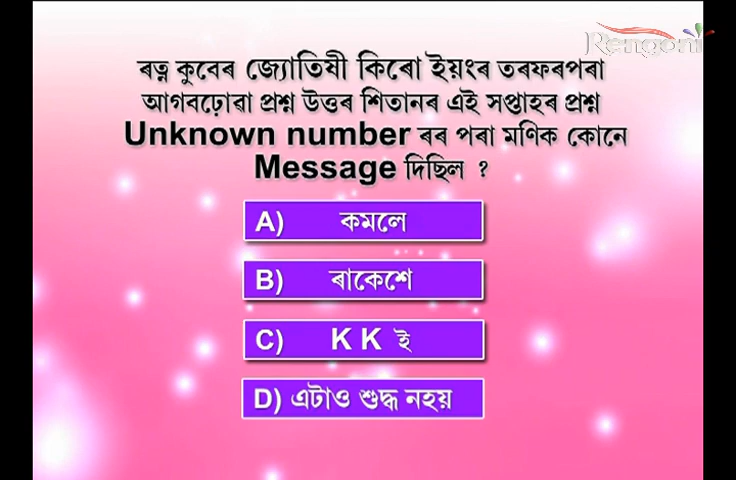 Rengoni
ৰত্ন কুবেৰ জ্যোতিষী কিৰো ইয়ংৰ তৰফৰপৰা
আগবঢ়োৱা প্ৰশ্ন উত্তৰ শিতানৰ এই সপ্তাহৰ প্ৰশ্ন
Unknown number ৰৰ পৰা মণিক কোনে
Message দিছিল ?
A) কমলে
B) ৰাকেশে
C) K K ই
D) এটাও শুদ্ধ নহয়